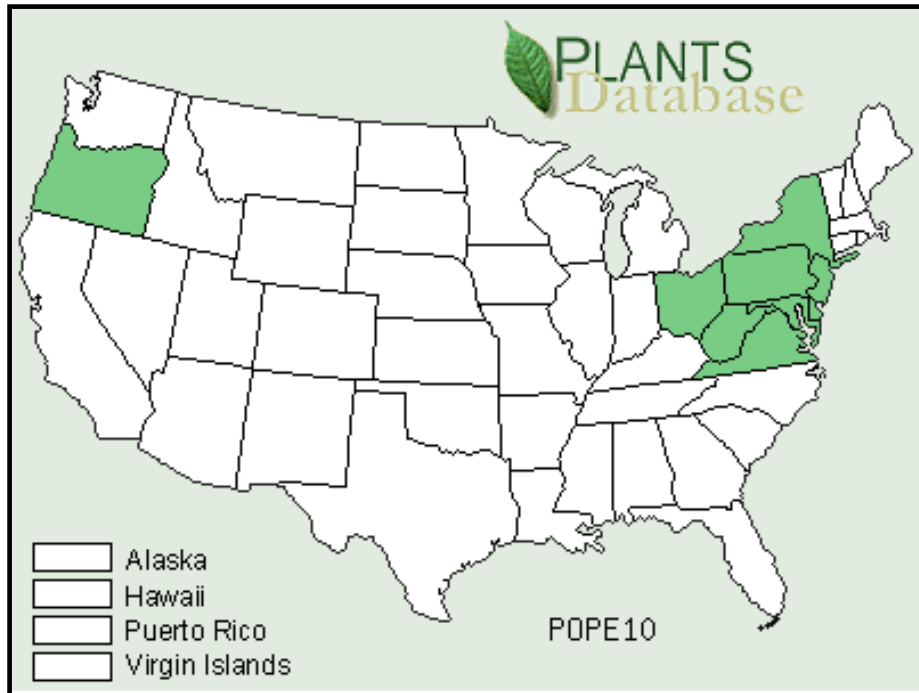 PLANTS
Database
Alaska
Hawaii
Puerto Rico
Virgin Islands
POPE10